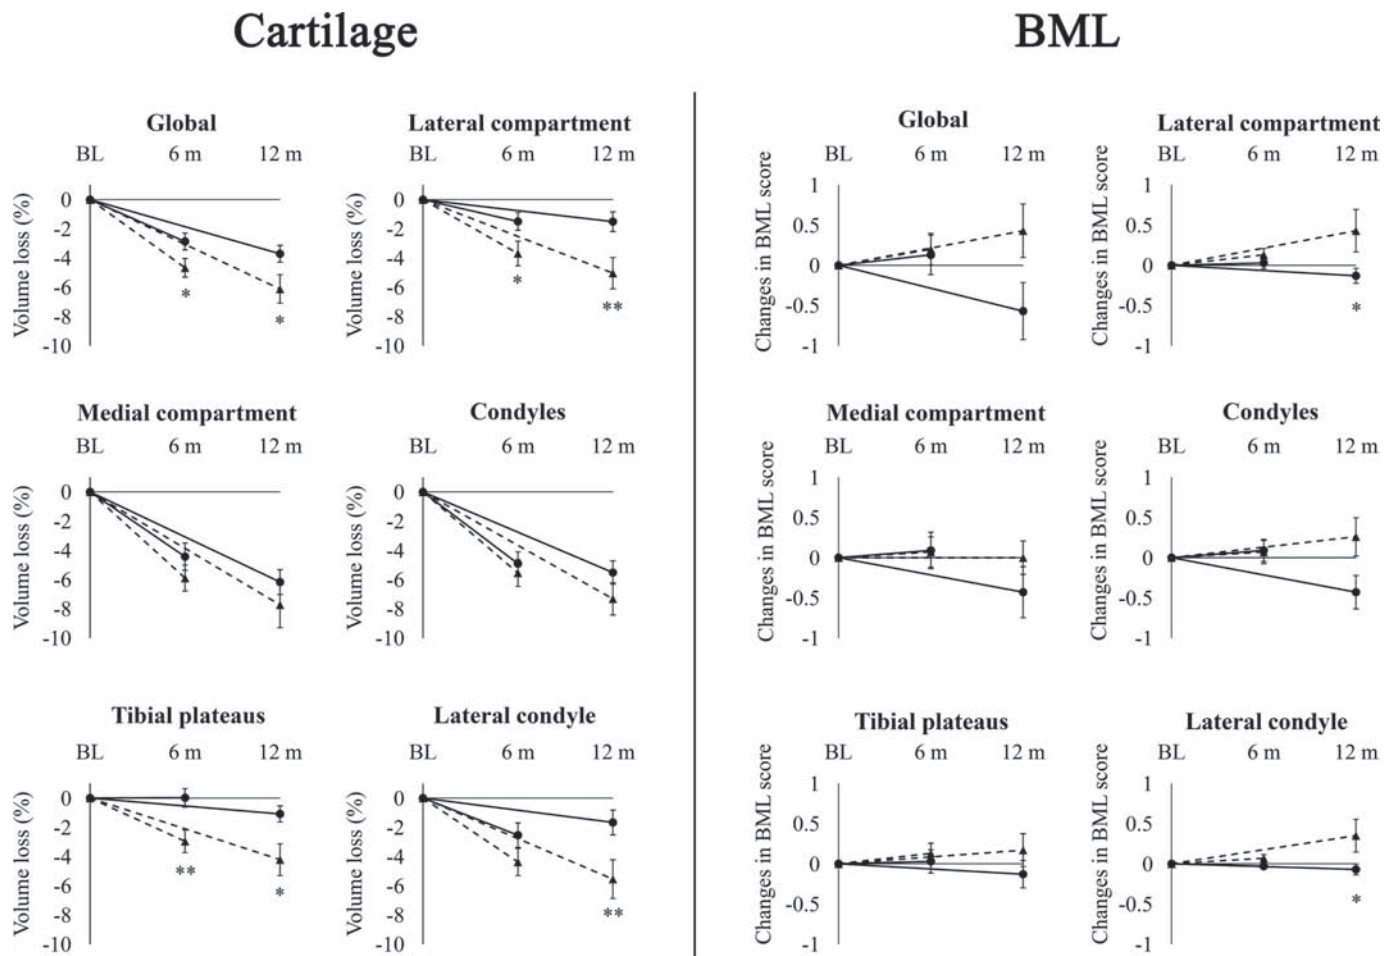 Cartilage
BML
Global
BL 6 m 12 m
Volume loss (%)
0
-2
-4
-6
-8
-10
*
*
Lateral compartment
BL 6 m 12 m
Volume loss (%)
0
-2
-4
-6
-8
-10
*
**
Global
BL 6 m 12 m
Changes in BML score
1
0.5
0
-0.5
-1
Lateral compartment
BL 6 m 12 m
Changes in BML score
1
0.5
0
-0.5
-1
*
Medial compartment
BL 6 m 12 m
Volume loss (%)
0
-2
-4
-6
-8
-10
Condyles
BL 6 m 12 m
Volume loss (%)
0
-2
-4
-6
-8
-10
Medial compartment
BL 6 m 12 m
Changes in BML score
1
0.5
0
-0.5
-1
Condyles
BL 6 m 12 m
Changes in BML score
1
0.5
0
-0.5
-1
Tibial plateaus
BL 6 m 12 m
Volume loss (%)
0
-2
-4
-6
-8
-10
**
*
Lateral condyle
BL 6 m 12 m
Volume loss (%)
0
-2
-4
-6
-8
-10
**
Tibial plateaus
BL 6 m 12 m
Changes in BML score
1
0.5
0
-0.5
-1
Lateral condyle
BL 6 m 12 m
Changes in BML score
1
0.5
0
-0.5
-1
*